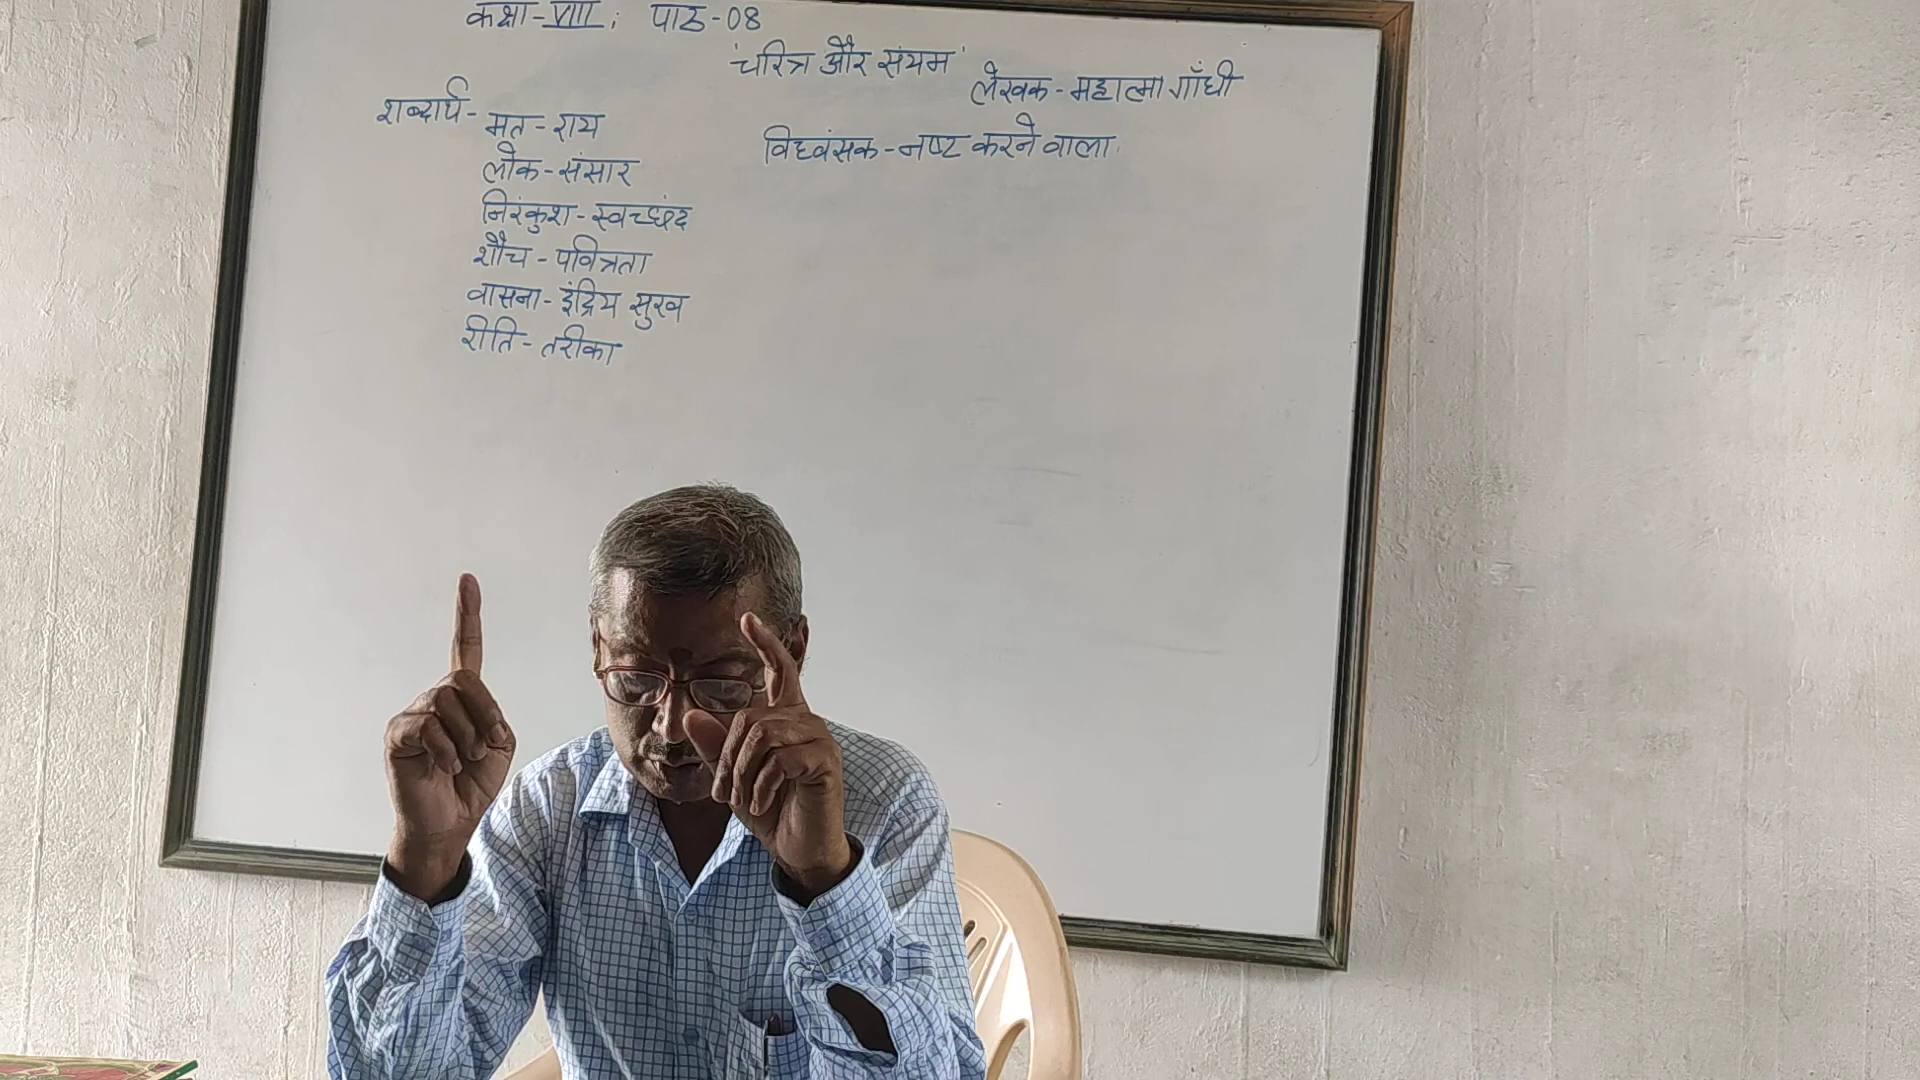 कक्षा-VIII; पाठ-08
'चरित्र और संयम'
लेखक-महात्मा गाँधी
शब्दार्थ-मत-राय
लोक-संसार
निरंकुश-स्वच्छंद
शौच-पवित्रता
वासना-इंद्रिय सुख
रीति-तरीका
विध्वंसक-नष्ट करने वाला